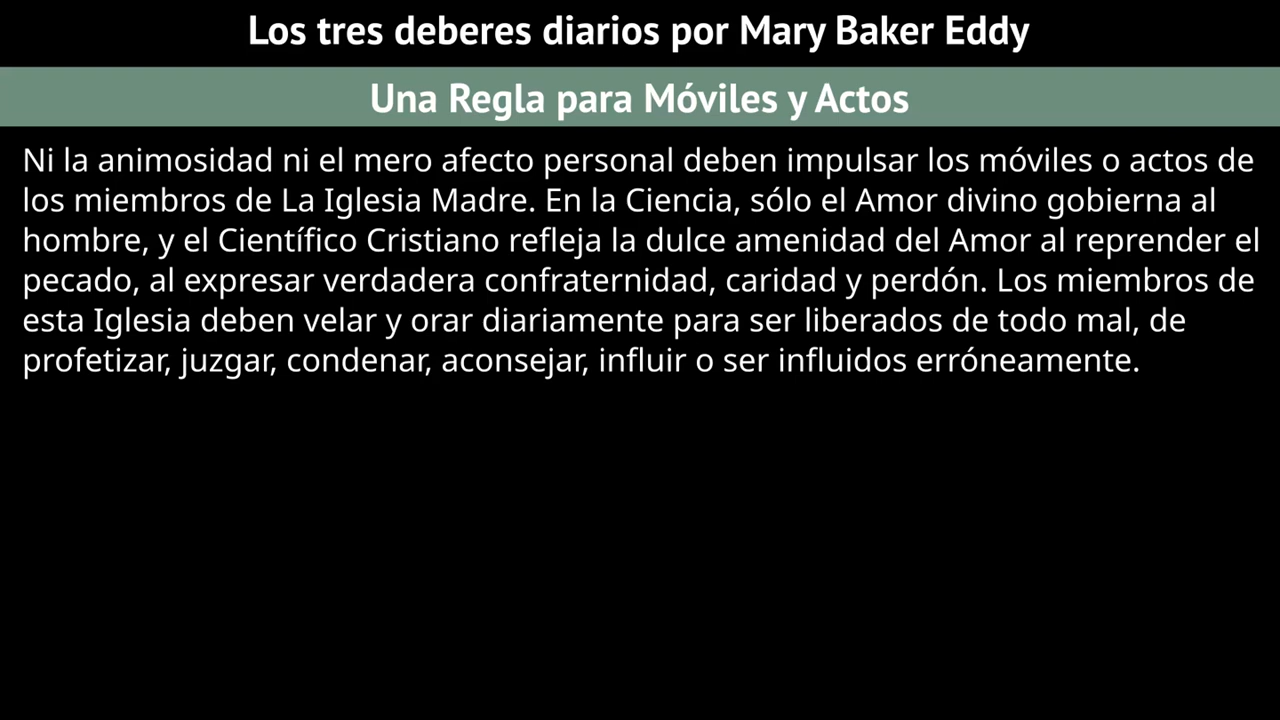 Los tres deberes diarios por Mary Baker Eddy
Una Regla para Móviles y Actos
Ni la animosidad ni el mero afecto personal deben impulsar los móviles o actos de
los miembros de La Iglesia Madre. En la Ciencia, sólo el Amor divino gobierna al
hombre, y el Científico Cristiano refleja la dulce amenidad del Amor al reprender el
pecado, al expresar verdadera confraternidad, caridad y perdón. Los miembros de
esta Iglesia deben velar y orar diariamente para ser liberados de todo mal, de
profetizar, juzgar, condenar, aconsejar, influir o ser influidos erróneamente.